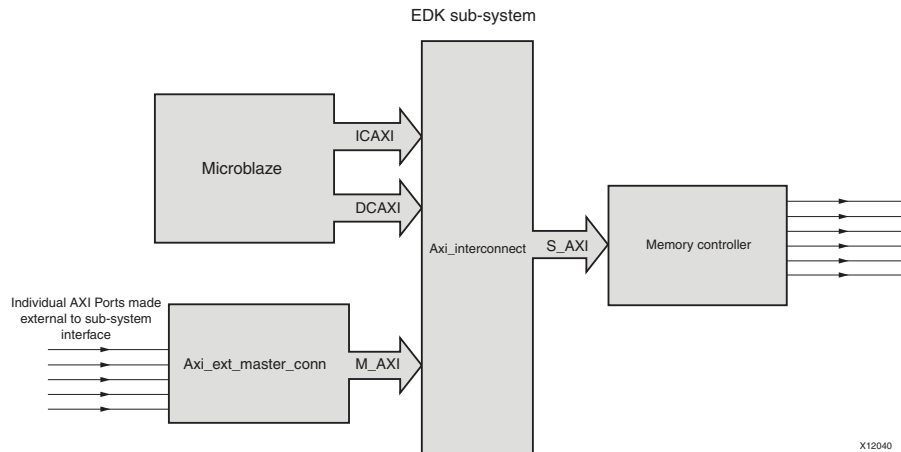 EDK sub-system
ICAXI
Microblaze
DCAXI
Axi_interconnect
S_AXI
Memory controller
Individual AXI Ports made
external to sub-system
interface
Axi_ext_master_conn
M_AXI
X12040